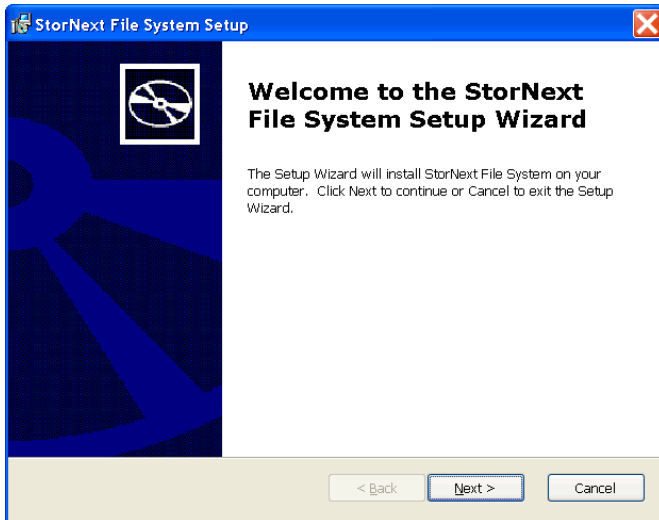 StorNext File System Setup
Welcome to the StorNext
File System Setup Wizard
The Setup Wizard will install StorNext File System on your
computer. Click Next to continue or Cancel to exit the Setup
Wizard.
< Back
Next >
Cancel